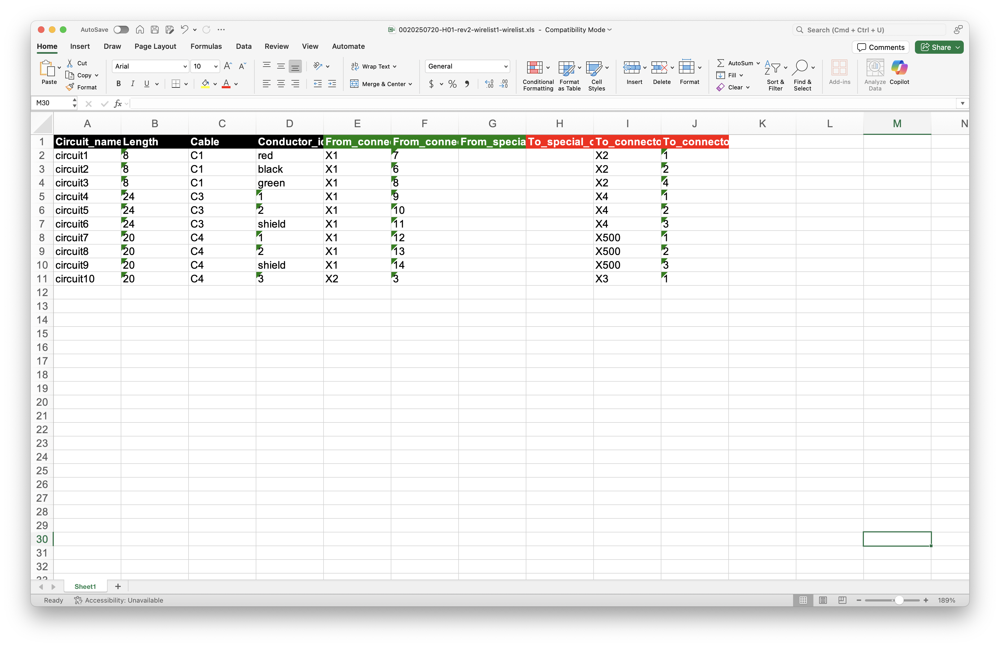 AutoSave
0020250720-H01-rev2-wirelist1-wirelist.xls - Compatibility Mode
Search (Cmd + Ctrl + U)
Home Insert Draw Page Layout Formulas Data Review View Automate
Comments Share
Paste Cut Copy Format
Arial 10
B I U
Wrap Text
Merge & Center
General
$ %
Conditional Formatting
Format as Table
Cell Styles
Insert Delete Format
AutoSum
Fill
Clear
Sort & Filter
Find & Select
Add-ins
Analyze Data
Copilot
M30 fx
A B C D E F G H I J K L M N
1 Circuit_name Length Cable Conductor_i From_conne From_conne From_specia To_special_c To_connecto To_connecto
2 circuit1 8 C1 red X1 7 X2 1
3 circuit2 8 C1 black X1 6 X2 2
4 circuit3 8 C1 green X1 8 X2 4
5 circuit4 24 C3 1 X1 9 X4 1
6 circuit5 24 C3 2 X1 10 X4 2
7 circuit6 24 C3 shield X1 11 X4 3
8 circuit7 20 C4 1 X1 12 X500 1
9 circuit8 20 C4 2 X1 13 X500 2
10 circuit9 20 C4 shield X1 14 X500 3
11 circuit10 20 C4 3 X2 3 X3 1
12
13
14
15
16
17
18
19
20
21
22
23
24
25
26
27
28
29
30
31
32
Sheet1
Ready Accessibility: Unavailable 189%